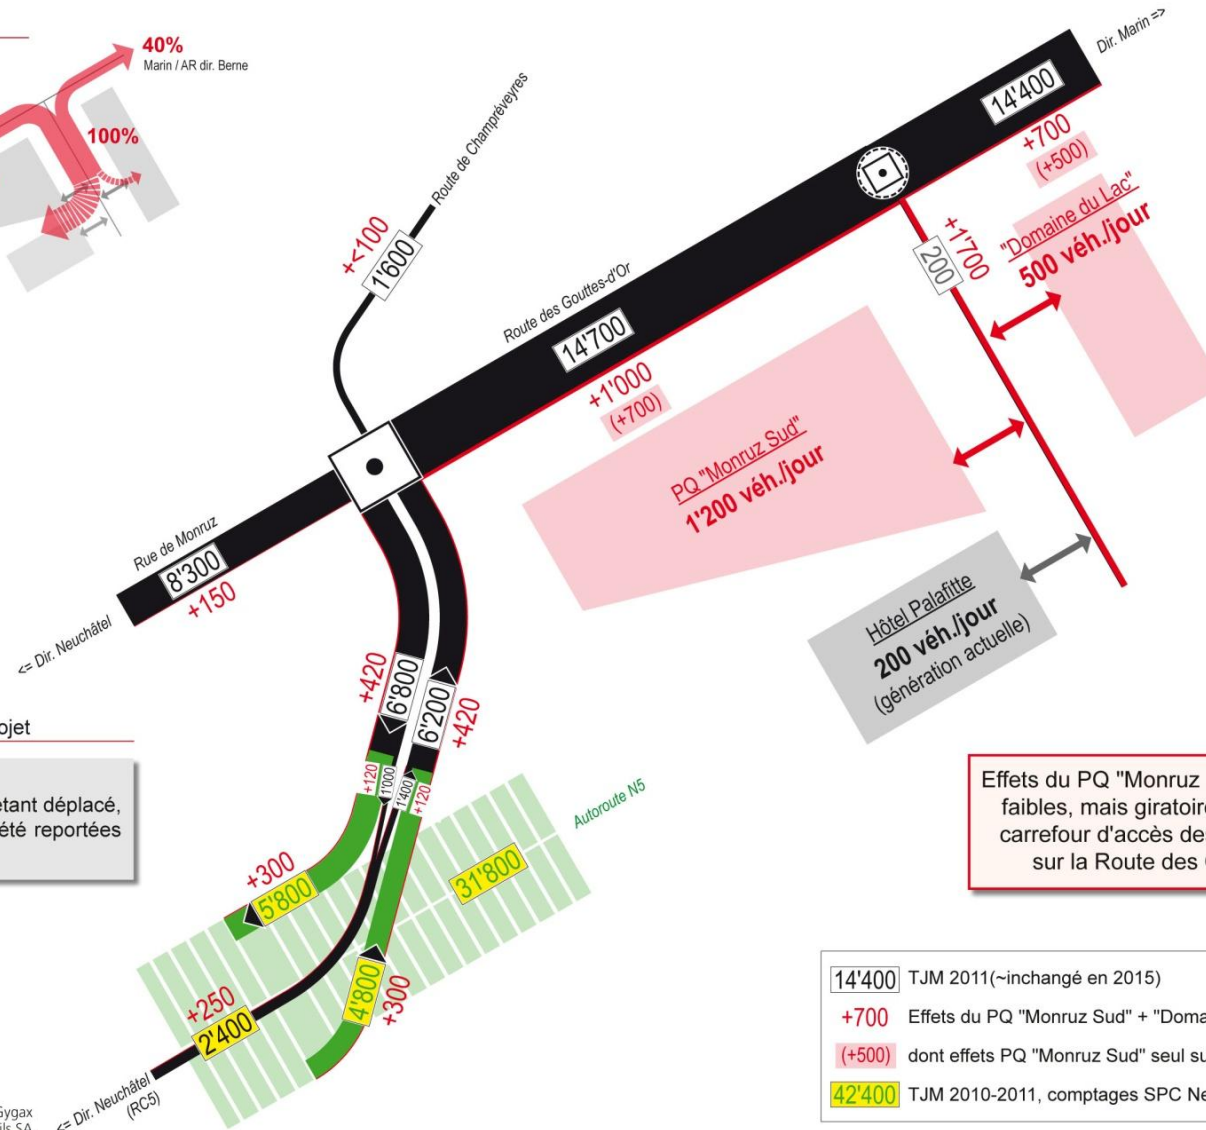 40%
Marin / AR dir. Berne
100%
Dir. Marin =>
14'400
+700
(+500)
Route de Champréveyres
+<100
1'600
"Domaine du Lac"
500 véh./jour
+1'700
200
Route des Gouttes-d'Or
14'700
+1'000
(+700)
PQ "Monruz Sud"
1'200 véh./jour
Rue de Monruz
8'300
+150
<= Dir. Neuchâtel
Hôtel Palafitte
200 véh./jour
(génération actuelle)
+420
6'800
6'200
+420
+120
1'000
1'400
+120
Autoroute N5
+300
5'800
31'800
4'800
+300
+250
2'400
<= Dir. Neuchâtel
(RC5)
ojet
étant déplacé,
été reportées
Effets du PQ "Monruz
faibles, mais giratoir
carrefour d'accès de
sur la Route des
14'400 TJM 2011(~inchangé en 2015)
+700 Effets du PQ "Monruz Sud" + "Doma
(+500) dont effets PQ "Monruz Sud" seul su
42'400 TJM 2010-2011, comptages SPC Ne
Gygax
ils SA